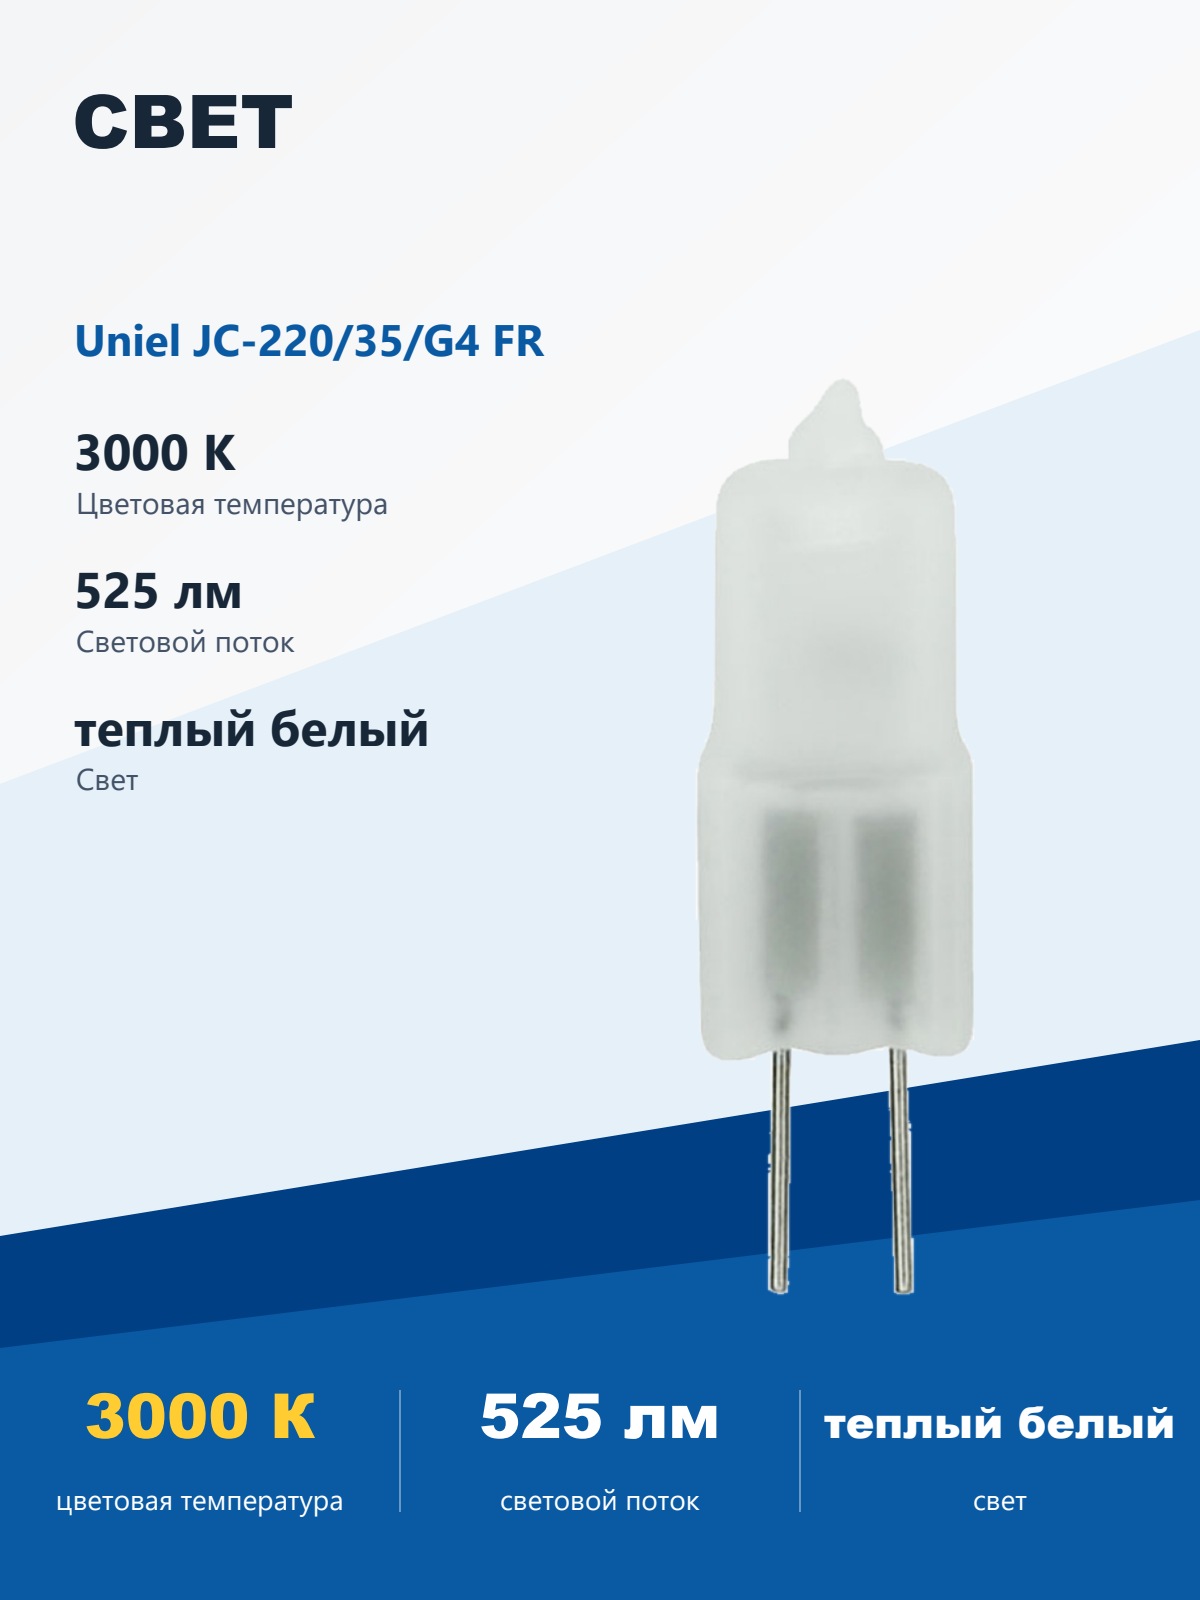 СВЕТ
Uniel JC-220/35/G4 FR
3000 К
Цветовая температура
525 лм
Световой поток
теплый белый
Свет
3000 К
цветовая температура
525 лм
световой поток
теплый белый
свет